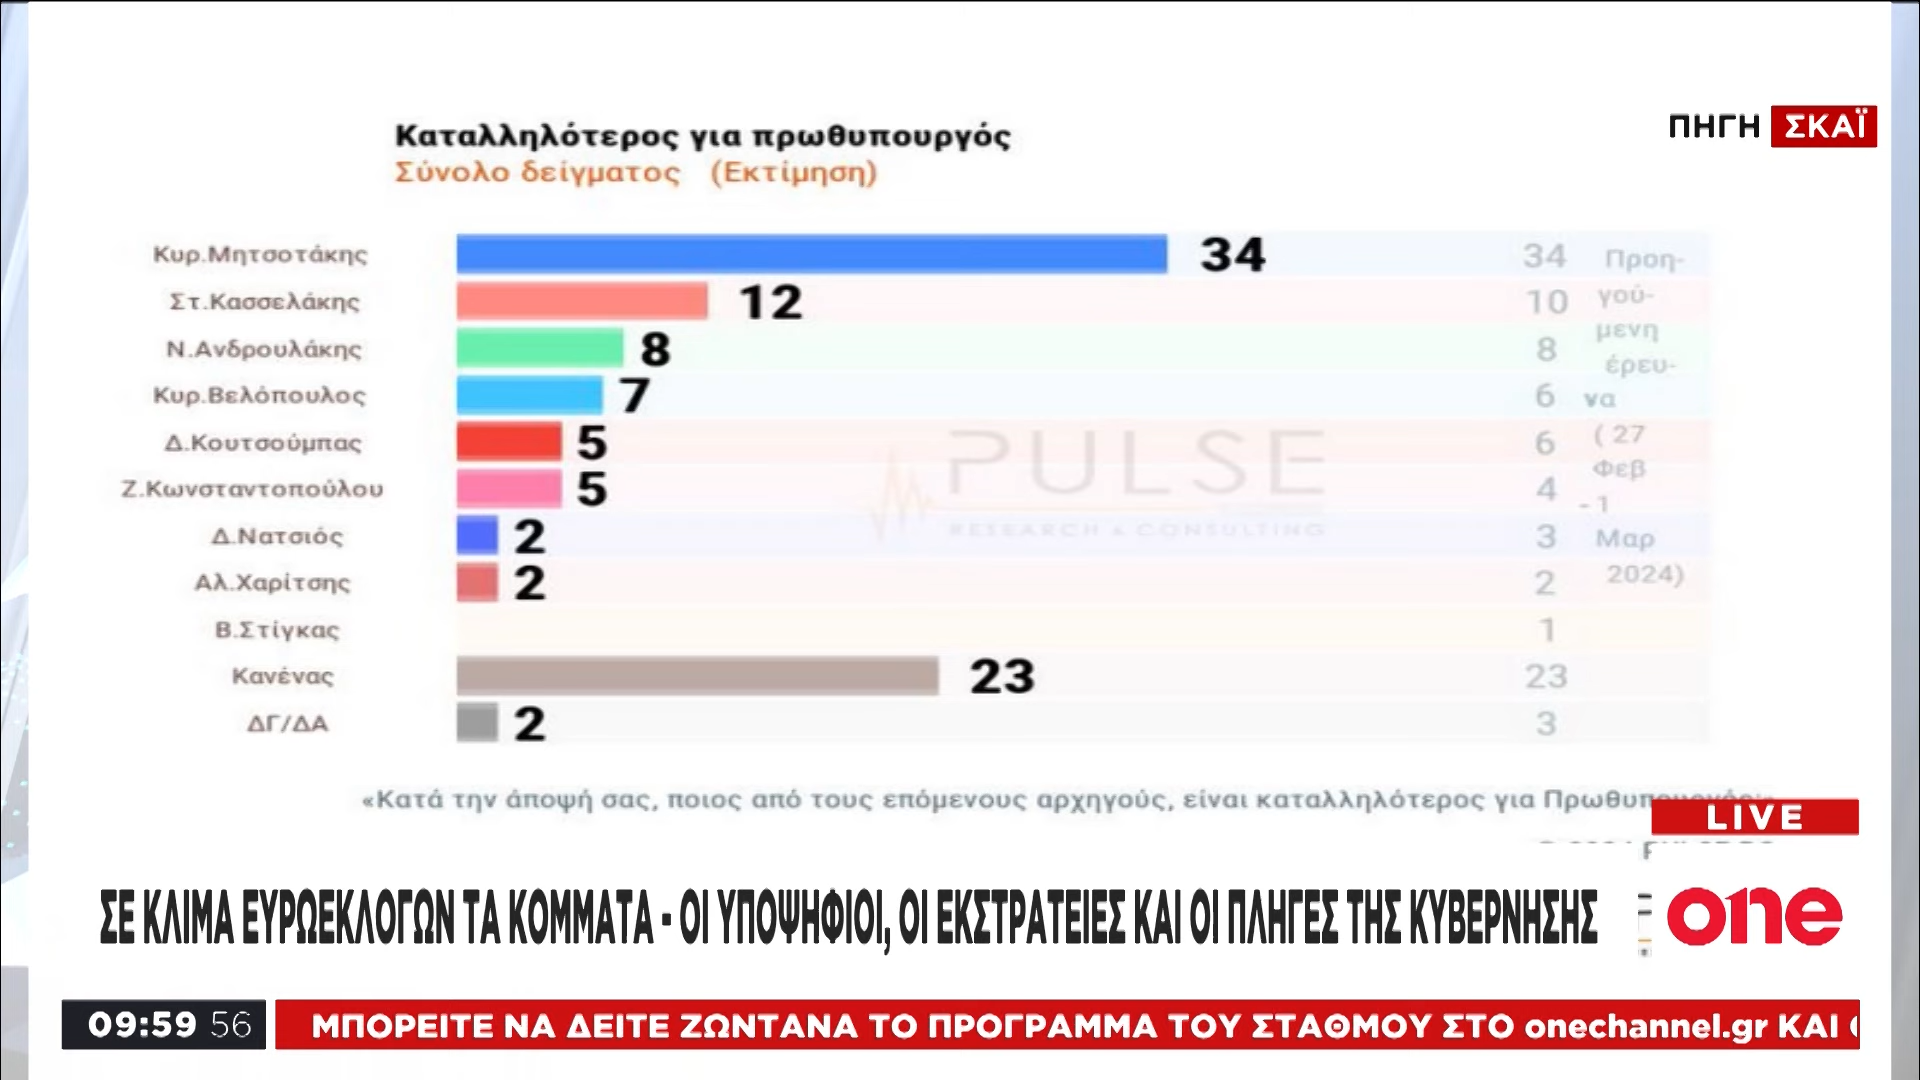 Καταλληλότερος για πρωθυπουργός
Σύνολο δείγματος (Εκτίμηση)
ΠΗΓΗ ΣΚΑΪ
Κυρ.Μητσοτάκης 34 34
Στ.Κασσελάκης 12 10
Ν.Ανδρουλάκης 8 8
Κυρ.Βελόπουλος 7 6
Δ.Κουτσούμπας 5 6
Ζ.Κωνσταντοπούλου 5 4
Δ.Νατσιός 2 3
Αλ.Χαρίτσης 2 2
Β.Στίγκας 1
Κανένας 23 23
ΔΓ/ΔΑ 2 3
Προη-
γού-
μενη
έρευ-
να
( 27
Φεβ
- 1
Μαρ
2024)
PULSE
RESEARCH & CONSULTING
«Κατά την άποψή σας, ποιος από τους επόμενους αρχηγούς, είναι καταλληλότερος για
LIVE
ΣΕ ΚΛΙΜΑ ΕΥΡΩΕΚΛΟΓΩΝ ΤΑ ΚΟΜΜΑΤΑ - ΟΙ ΥΠΟΨΗΦΙΟΙ, ΟΙ ΕΚΣΤΡΑΤΕΙΕΣ ΚΑΙ ΟΙ ΠΛΗΓΕΣ ΤΗΣ ΚΥΒΕΡΝΗΣΗΣ
one
09:59 56
ΜΠΟΡΕΙΤΕ ΝΑ ΔΕΙΤΕ ΖΩΝΤΑΝΑ ΤΟ ΠΡΟΓΡΑΜΜΑ ΤΟΥ ΣΤΑΘΜΟΥ ΣΤΟ onechannel.gr ΚΑΙ